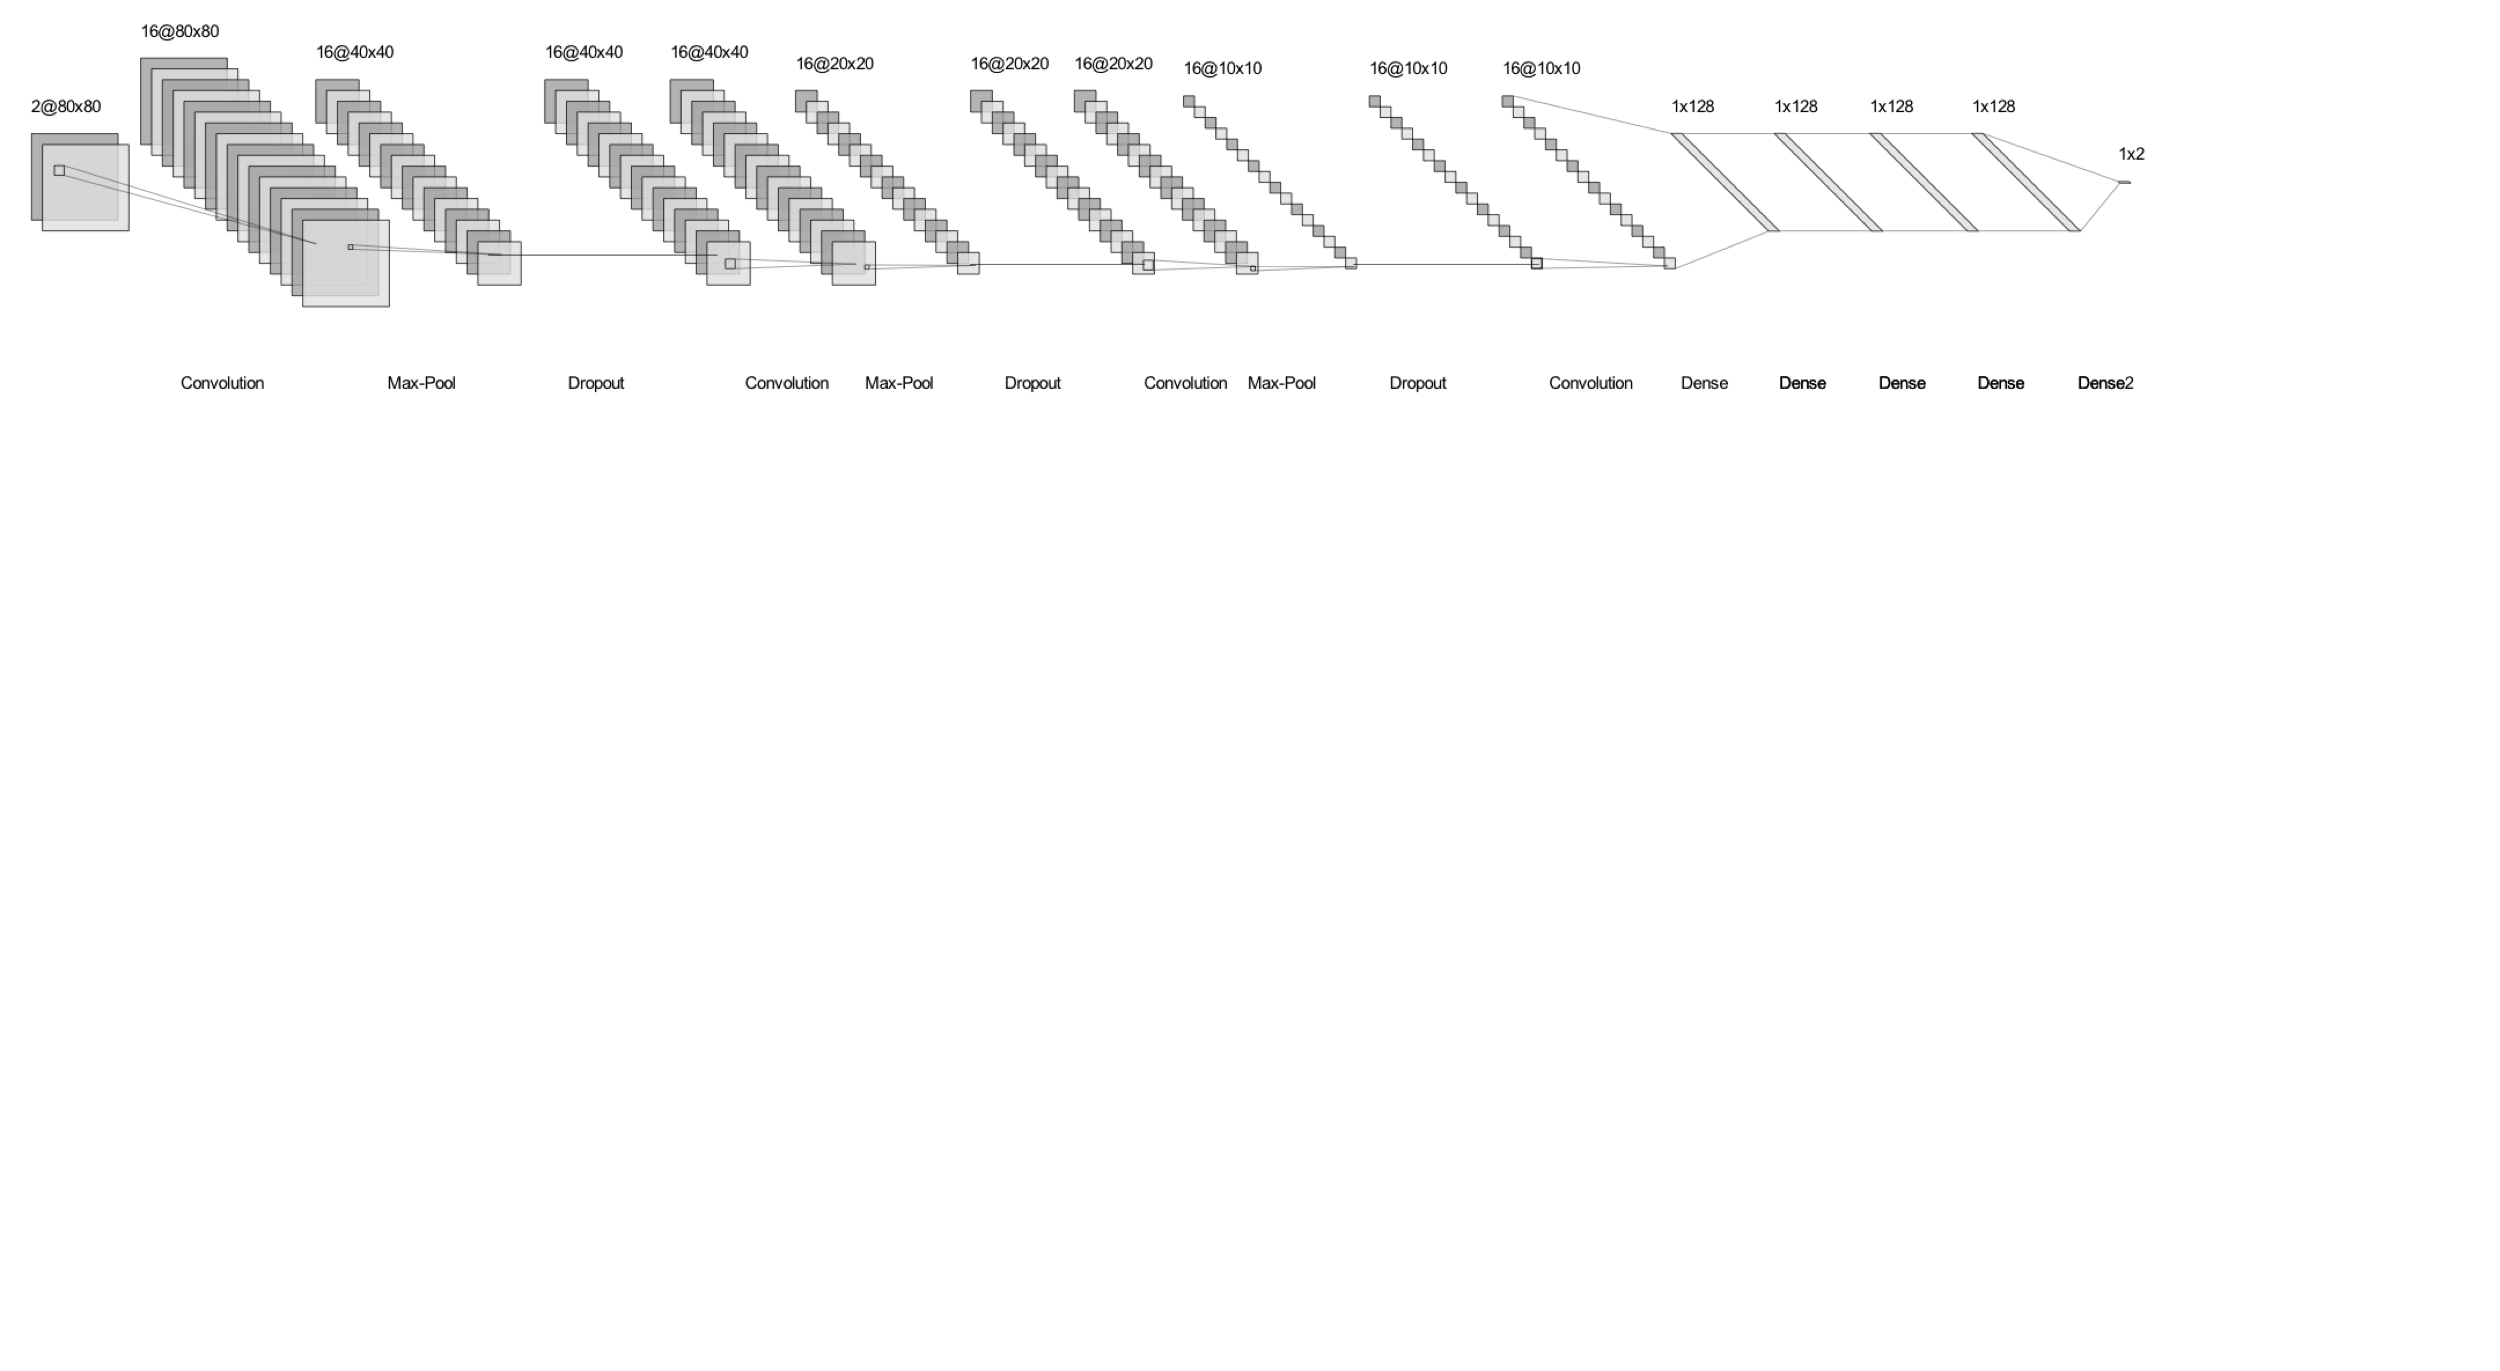 2@80x80
16@80x80
16@40x40
16@40x40
16@40x40
16@20x20
16@20x20
16@20x20
16@10x10
16@10x10
16@10x10
1x128
1x128
1x128
1x128
1x2
Convolution
Max-Pool
Dropout
Convolution
Max-Pool
Dropout
Convolution
Max-Pool
Dropout
Convolution
Dense
Dense
Dense
Dense
Dense2